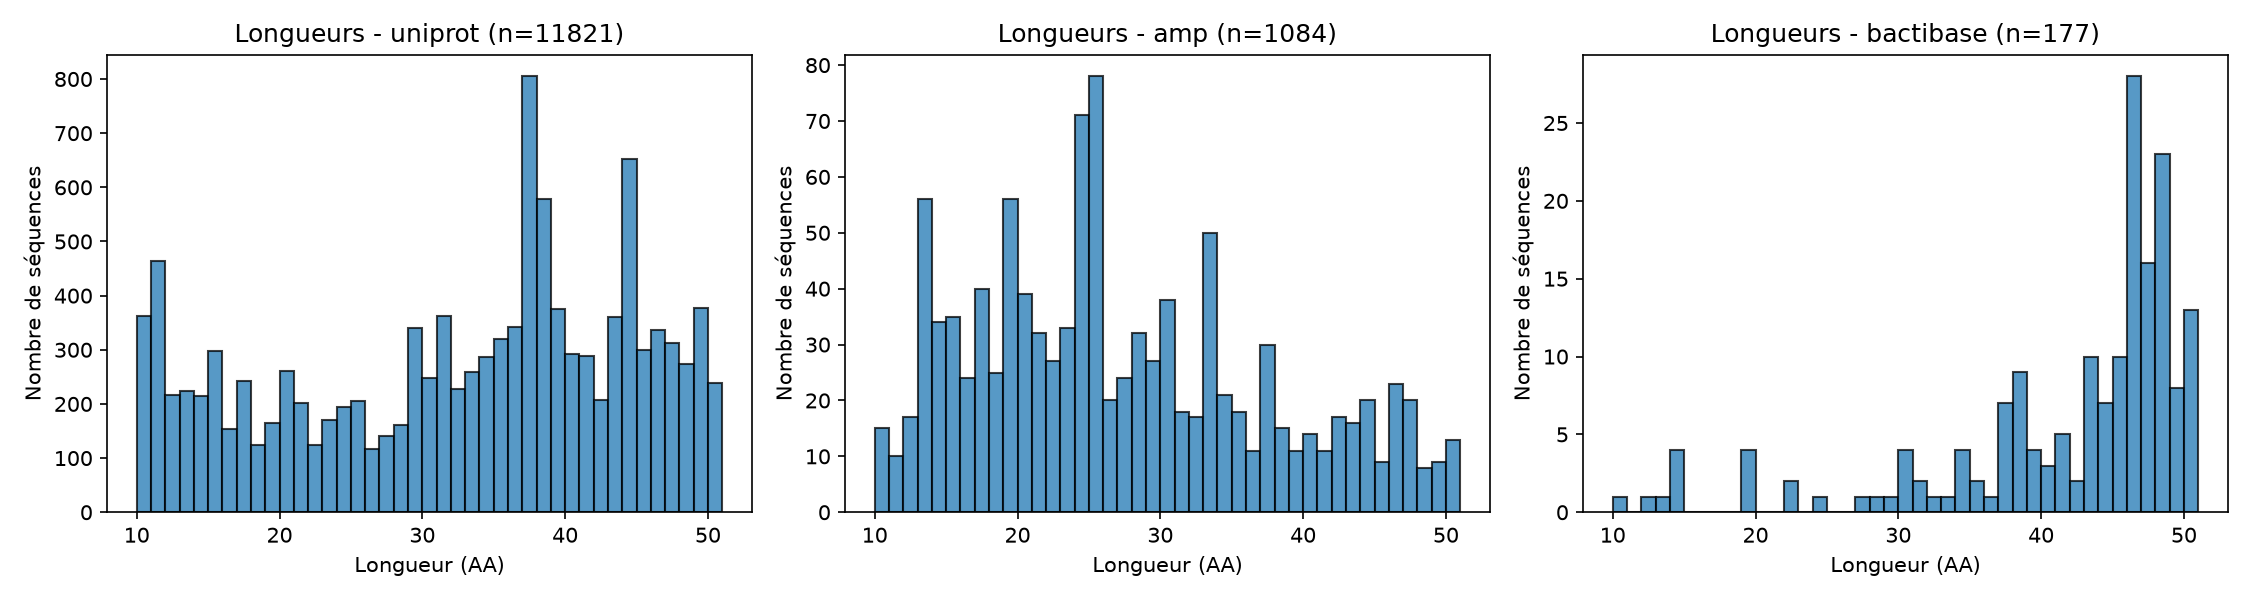 Longueurs - uniprot (n=11821)
Nombre de séquences
800
700
600
500
400
300
200
100
0
10 20 30 40 50
Longueur (AA)
Longueurs - amp (n=1084)
Nombre de séquences
80
70
60
50
40
30
20
10
0
10 20 30 40 50
Longueur (AA)
Longueurs - bactibase (n=177)
Nombre de séquences
25
20
15
10
5
0
10 20 30 40 50
Longueur (AA)